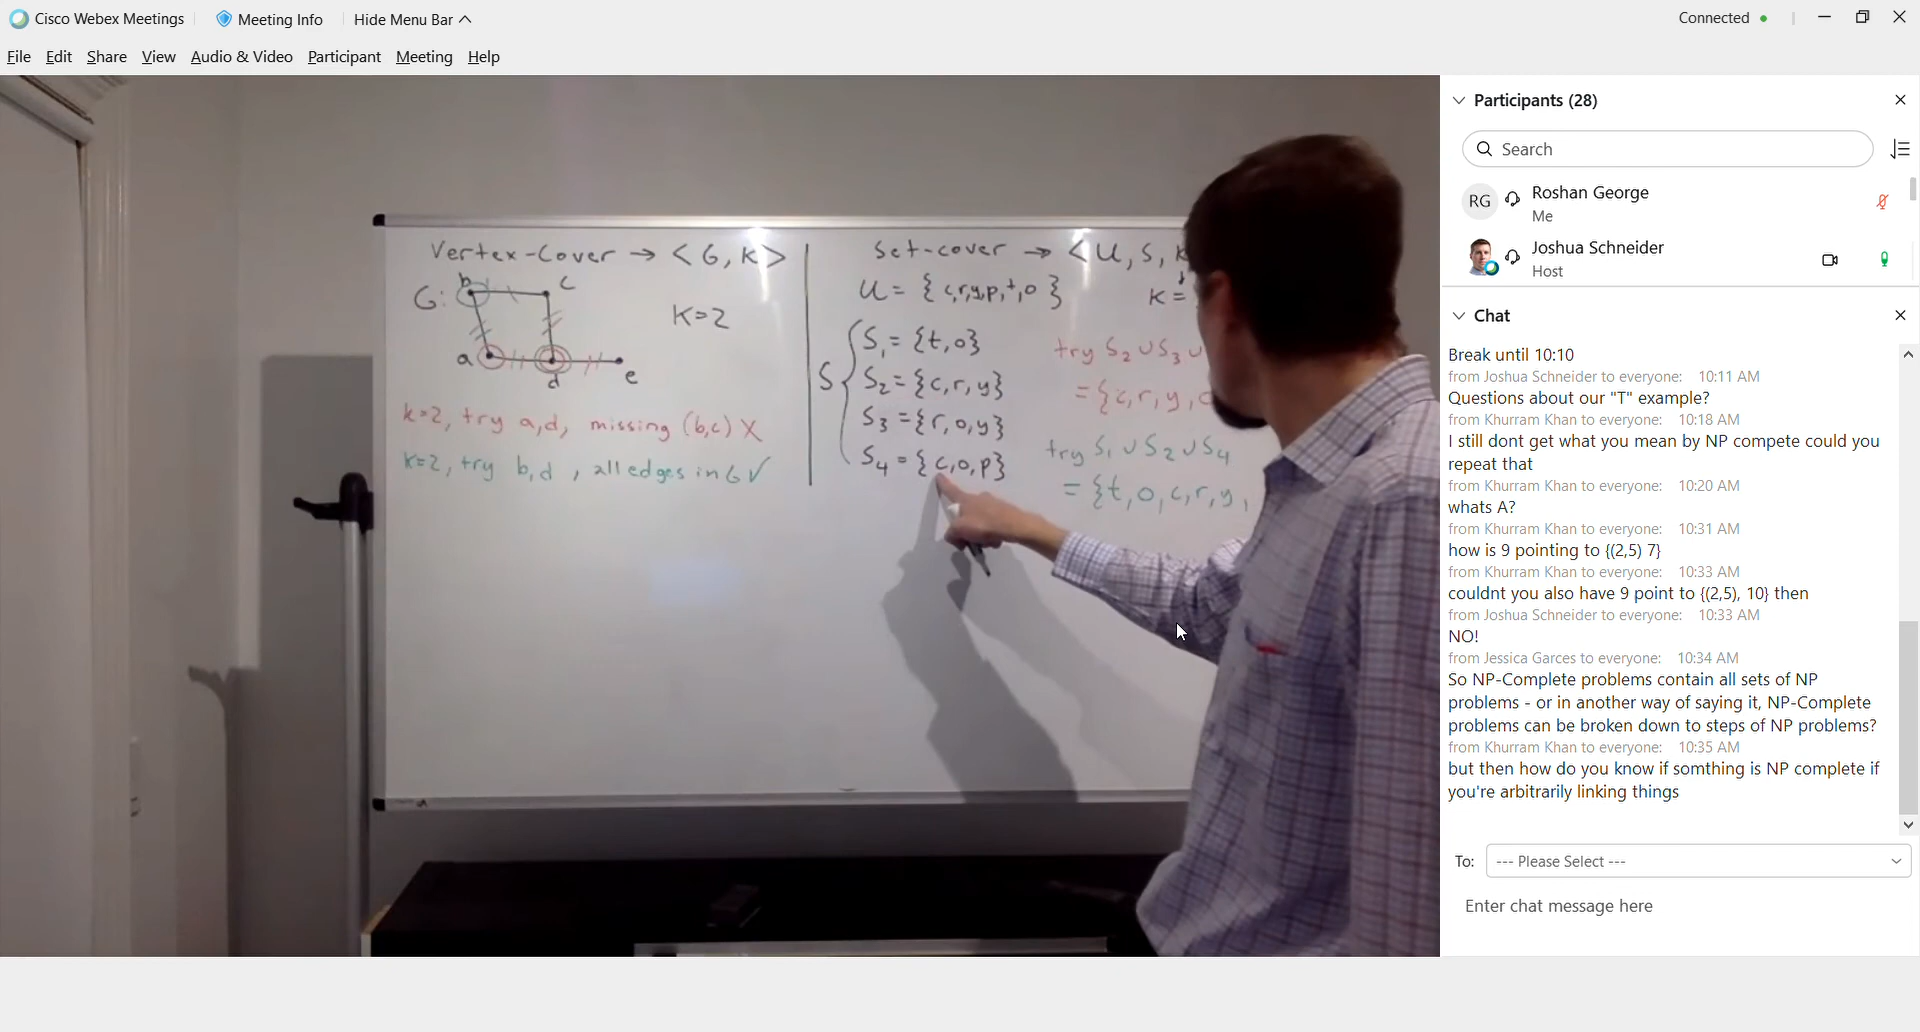 Cisco Webex Meetings
Meeting Info
Hide Menu Bar
Connected
File Edit Share View Audio & Video Participant Meeting Help
Vertex-Cover → < G, K >
G:
b
c
a
d
e
K=2
k=2, try a,d, missing (b,c) X
k=2, try b,d , all edges in G ✓
Set-cover → < U, S, K
U = { c,r,y,p,t,o }
K =
S
S₁ = {t,o}
S₂ = {c,r,y}
S₃ = {r,o,y}
S₄ = {c,o,p}
try S₂ ∪ S₃ ∪
= {c,r,y,o
try S₁ ∪ S₂ ∪ S₄
= {t,o,c,r,y,
Participants (28)
Search
RG
Roshan George
Me
Joshua Schneider
Host
Chat
Break until 10:10
from Joshua Schneider to everyone: 10:11 AM
Questions about our "T" example?
from Khurram Khan to everyone: 10:18 AM
I still dont get what you mean by NP compete could you
repeat that
from Khurram Khan to everyone: 10:20 AM
whats A?
from Khurram Khan to everyone: 10:31 AM
how is 9 pointing to {(2,5) 7}
from Khurram Khan to everyone: 10:33 AM
couldnt you also have 9 point to {(2,5), 10} then
from Joshua Schneider to everyone: 10:33 AM
NO!
from Jessica Garces to everyone: 10:34 AM
So NP-Complete problems contain all sets of NP
problems - or in another way of saying it, NP-Complete
problems can be broken down to steps of NP problems?
from Khurram Khan to everyone: 10:35 AM
but then how do you know if somthing is NP complete if
you're arbitrarily linking things
To:
--- Please Select ---
Enter chat message here